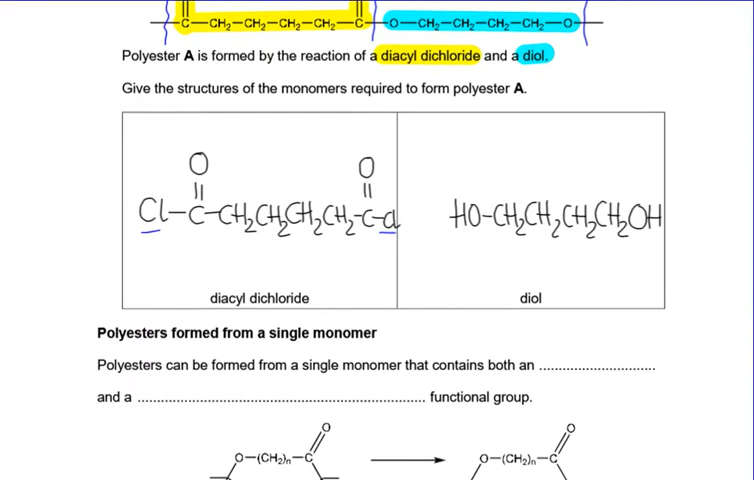 C–CH₂–CH₂–CH₂–CH₂–C–O–CH₂–CH₂–CH₂–CH₂–O
Polyester A is formed by the reaction of a diacyl dichloride and a diol.
Give the structures of the monomers required to form polyester A.
O O
Cl–C–CH₂CH₂CH₂CH₂–C–Cl HO–CH₂CH₂CH₂CH₂OH
diacyl dichloride diol
Polyesters formed from a single monomer
Polyesters can be formed from a single monomer that contains both an .............................
and a ........................................................................ functional group.
O O
O–(CH₂)n–C O–(CH₂)n–C